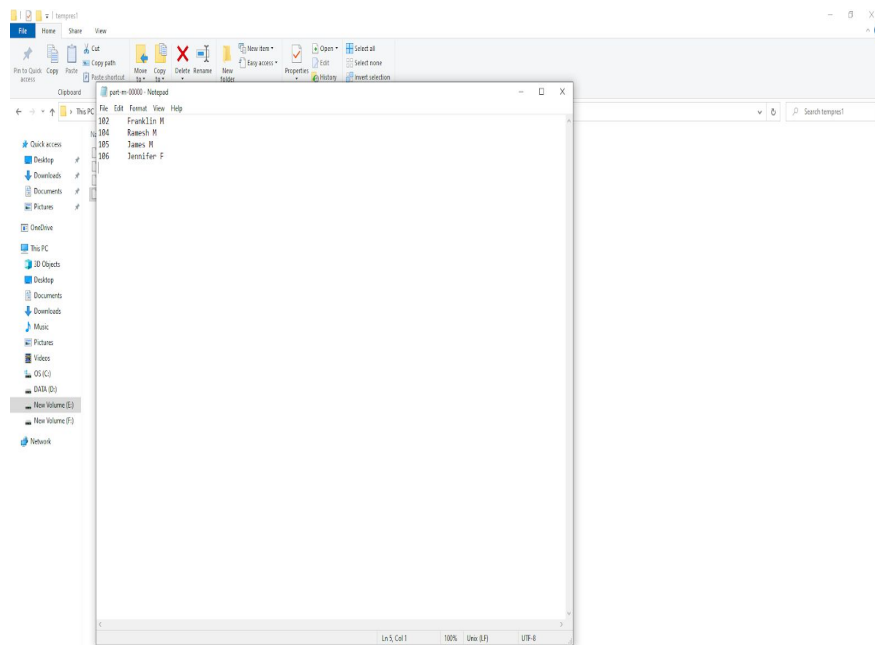 tempres1
File Home Share View
Pin to Quick access
Copy
Paste
Cut
Copy path
Paste shortcut
Move to
Copy to
Delete
Rename
New folder
New item
Easy access
Properties
Open
Edit
History
Select all
Select none
Invert selection
Clipboard
This PC
Search tempres1
part-m-00000 - Notepad
File Edit Format View Help
102 Franklin M
104 Ramesh M
105 James M
106 Jennifer F
Quick access
Desktop
Downloads
Documents
Pictures
OneDrive
This PC
3D Objects
Desktop
Documents
Downloads
Music
Pictures
Videos
OS (C:)
DATA (D:)
New Volume (E:)
New Volume (F:)
Network
Ln 5, Col 1 100% Unix (LF) UTF-8